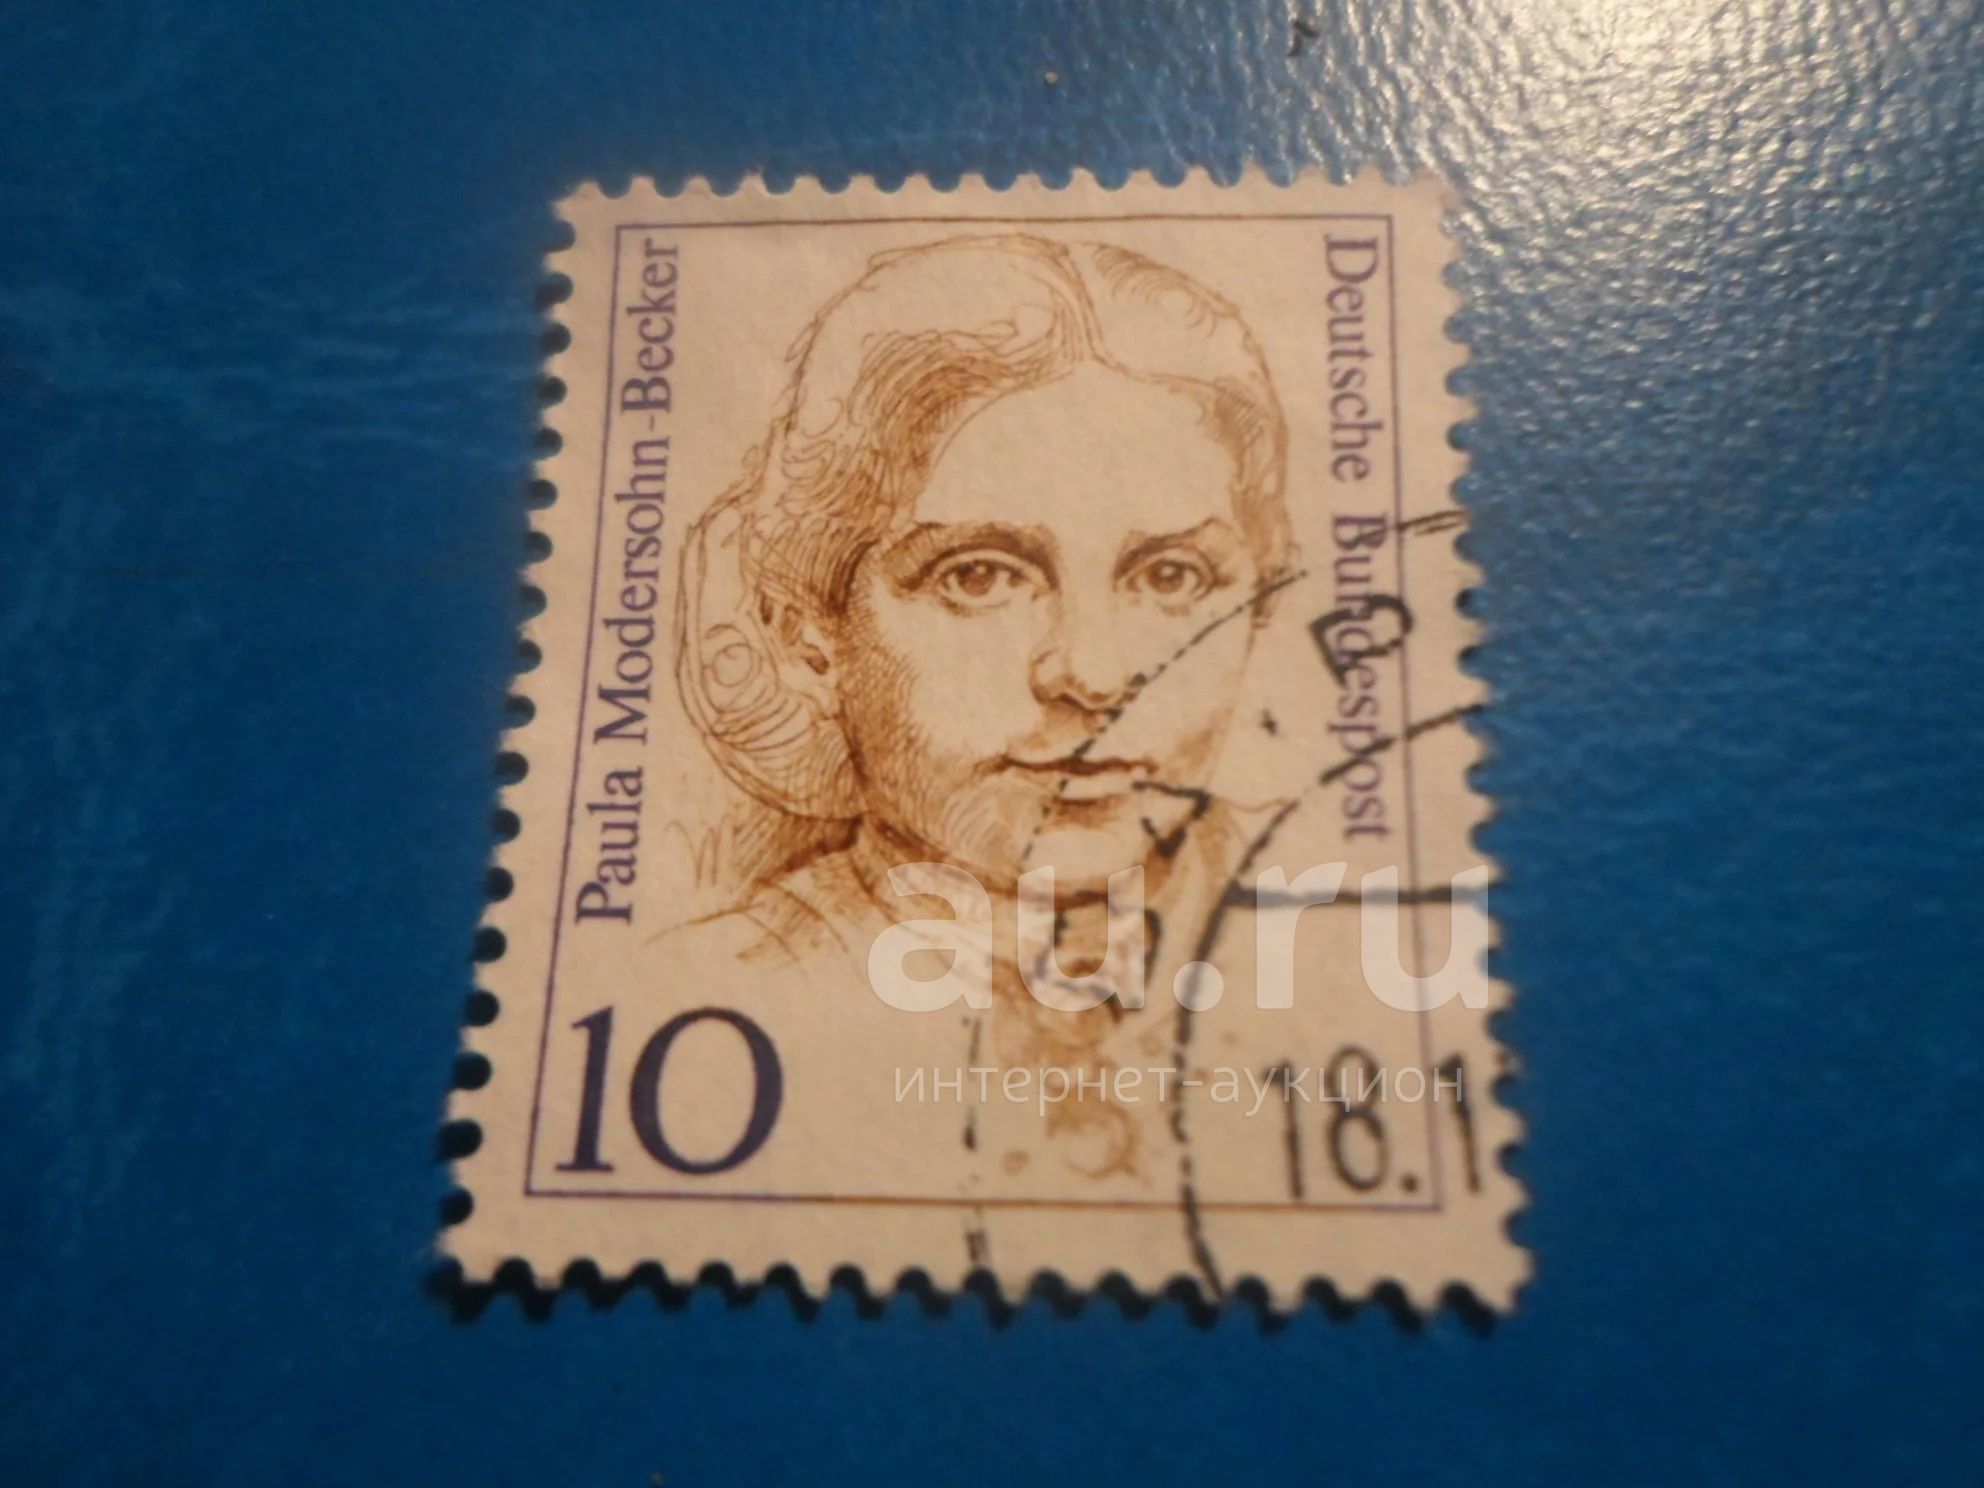 Paula Modersohn-Becker
Deutsche Bundespost
10
18.1
au.ru
интернет-аукцион